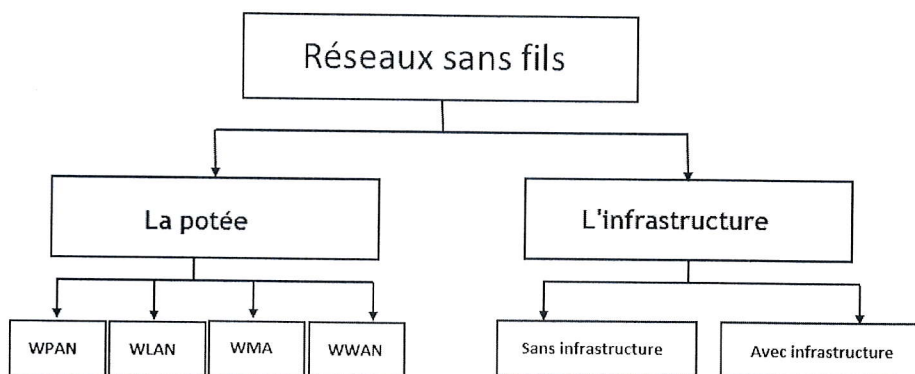 Réseaux sans fils
La potée
L'infrastructure
WPAN
WLAN
WMA
WWAN
Sans infrastructure
Avec infrastructure